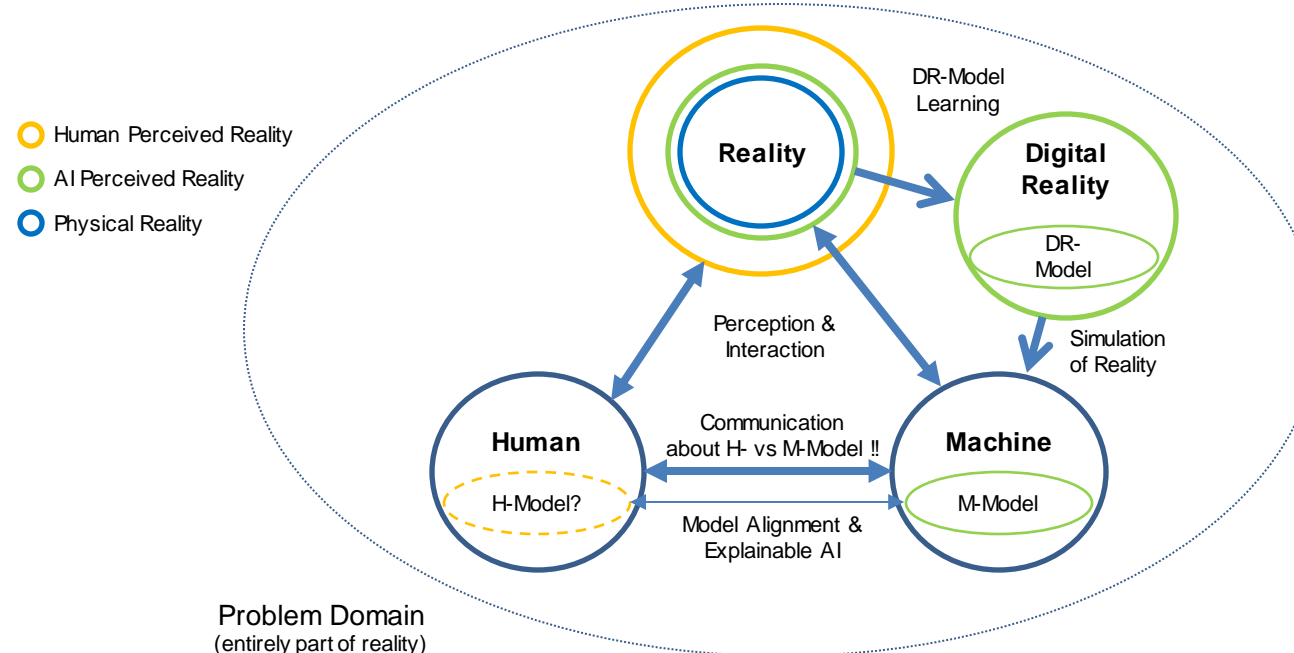 Human Perceived Reality
AI Perceived Reality
Physical Reality
Reality
DR-Model
Learning
Digital
Reality
DR-
Model
Perception &
Interaction
Simulation
of Reality
Human
H-Model?
Communication
about H- vs M-Model !!
Model Alignment &
Explainable AI
Machine
M-Model
Problem Domain
(entirely part of reality)